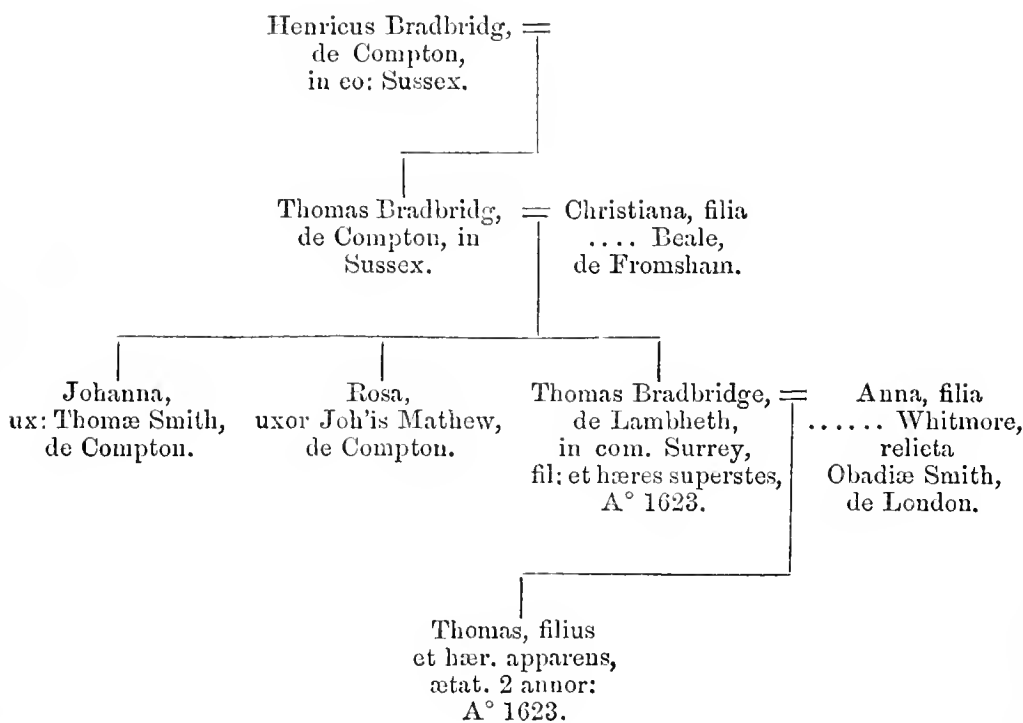 Henricus Bradbridg, =
de Compton,
in co: Sussex.
Thomas Bradbridg,
de Compton, in
Sussex.
=
Christiana, filia
.... Beale,
de Fromsham.
Johanna,
ux: Thomæ Smith,
de Compton.
Rosa,
uxor Joh'is Mathew,
de Compton.
Thomas Bradbridge,
de Lambheth,
in com. Surrey,
fil: et hæres superstes,
A° 1623.
=
Anna, filia
...... Whitmore,
relicta
Obadiæ Smith,
de London.
Thomas, filius
et hær. apparens,
ætat. 2 annor:
A° 1623.